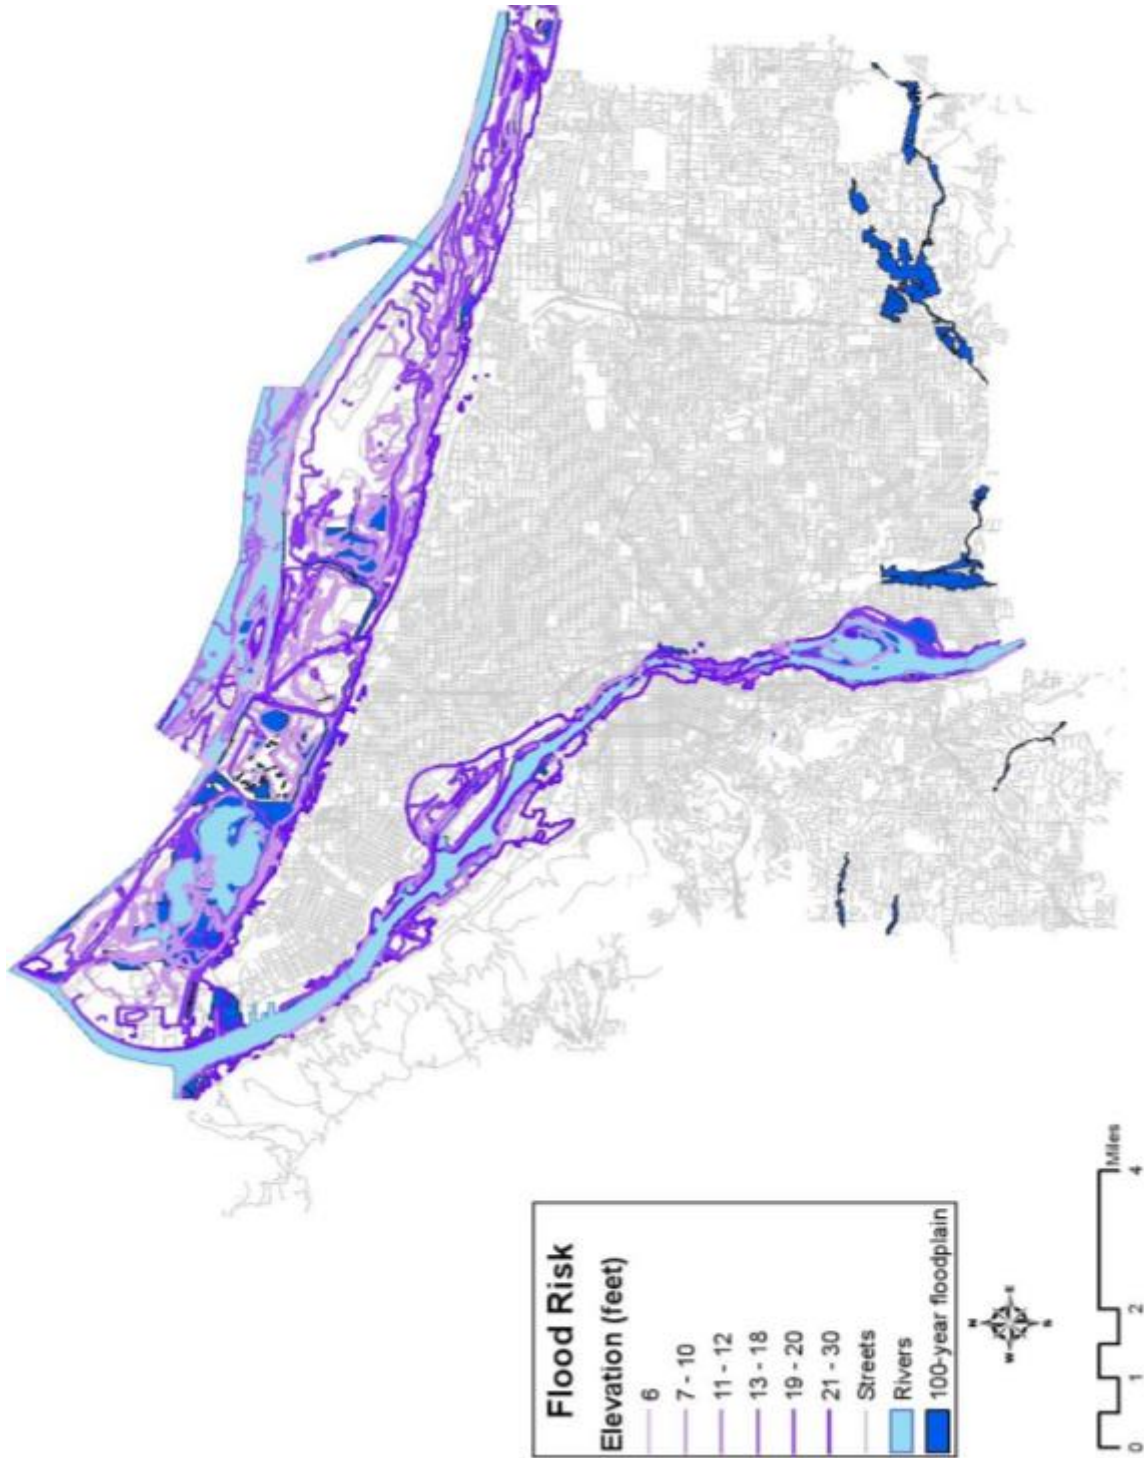 Flood Risk
Elevation (feet)
6
7 - 10
11 - 12
13 - 18
19 - 20
21 - 30
Streets
Rivers
100-year floodplain
N
W
E
S
Miles
0 1 2 4